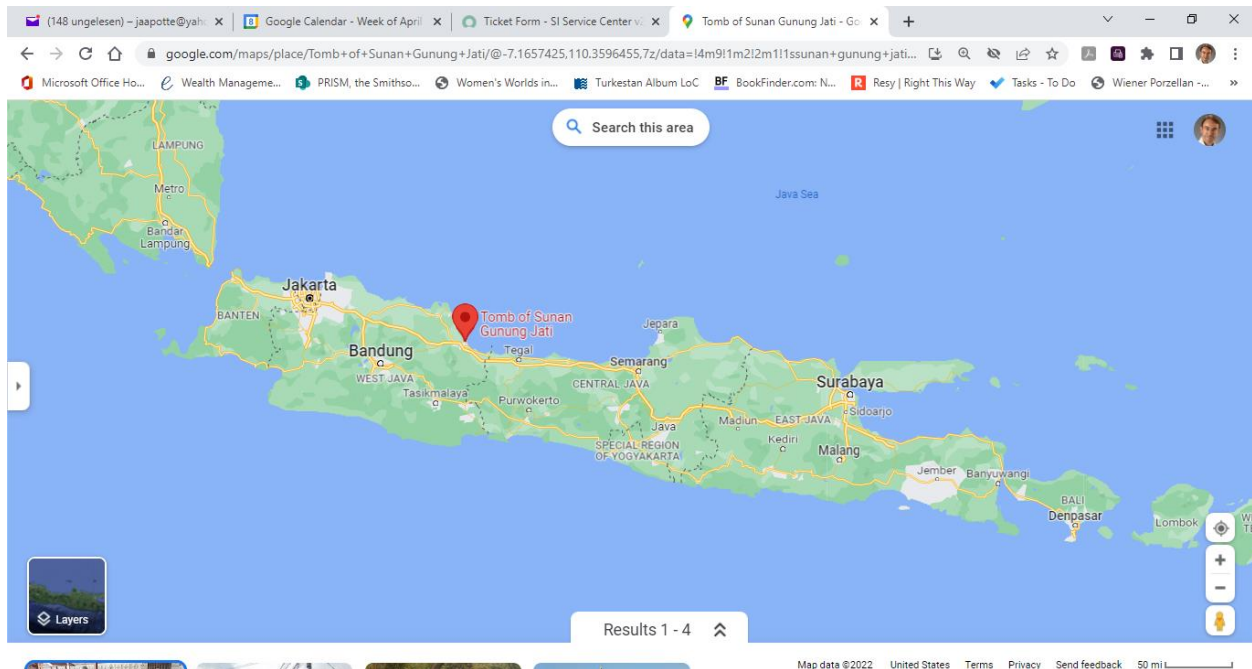 (148 ungelesen) – jaapotte@yah
8 Google Calendar - Week of April
Ticket Form - SI Service Center v
Tomb of Sunan Gunung Jati - Go
google.com/maps/place/Tomb+of+Sunan+Gunung+Jati/@-7.1657425,110.3596455,7z/data=!4m9!1m2!2m1!1ssunan+gunung+jati...
Microsoft Office Ho...
Wealth Manageme...
PRISM, the Smithso...
Women's Worlds in...
Turkestan Album LoC
BF BookFinder.com: N...
R Resy | Right This Way
Tasks - To Do
Wiener Porzellan -...
»
Search this area
LAMPUNG
Metro
Bandar
Lampung
Java Sea
Jakarta
BANTEN
Tomb of Sunan
Gunung Jati
Jepara
Bandung
Tegal
Semarang
WEST JAVA
CENTRAL JAVA
Surabaya
Tasikmalaya
Purwokerto
Sidoarjo
Java
Madiun
EAST JAVA
SPECIAL REGION
OF YOGYAKARTA
Kediri
Malang
Jember
Banyuwangi
BALI
Denpasar
Lombok
Layers
Results 1 - 4
Map data ©2022 United States Terms Privacy Send feedback 50 mi